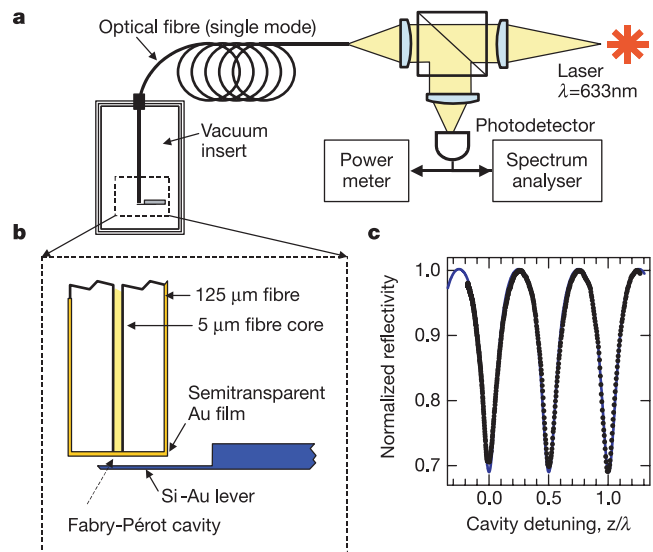 a
Optical fibre (single mode)
Laser
λ=633nm
Vacuum
insert
Photodetector
Power
meter
Spectrum
analyser
b
125 μm fibre
5 μm fibre core
Semitransparent
Au film
Si-Au lever
Fabry-Pérot cavity
c
Normalized reflectivity
1.0
0.9
0.8
0.7
0.0 0.5 1.0
Cavity detuning, z/λ